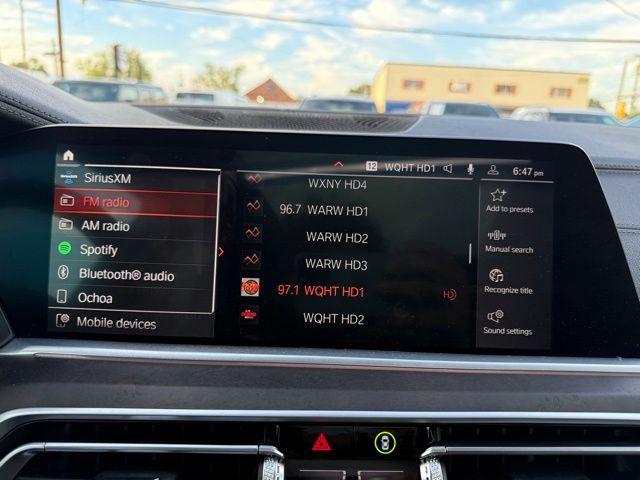 12 WQHT HD1 6:47 pm
SiriusXM
FM radio
AM radio
Spotify
Bluetooth® audio
Ochoa
Mobile devices
WXNY HD4
96.7 WARW HD1
WARW HD2
WARW HD3
97.1 WQHT HD1
WQHT HD2
Add to presets
Manual search
Recognize title
Sound settings